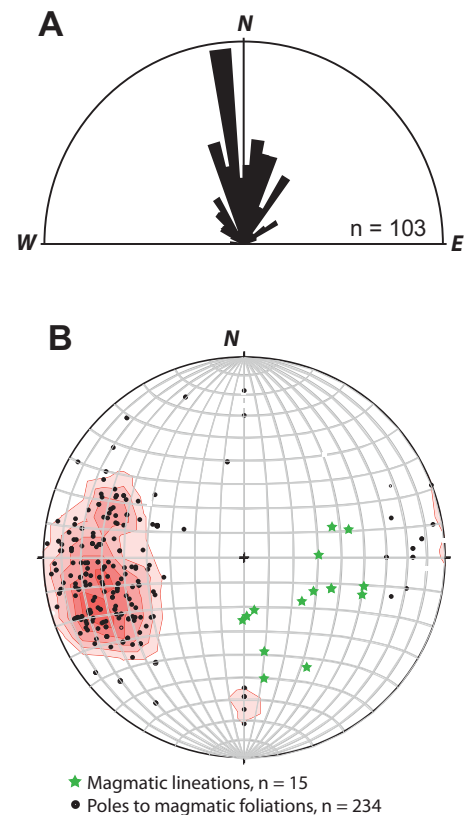 A
N
W
E
n = 103
B
N
Magmatic lineations, n = 15
Poles to magmatic foliations, n = 234